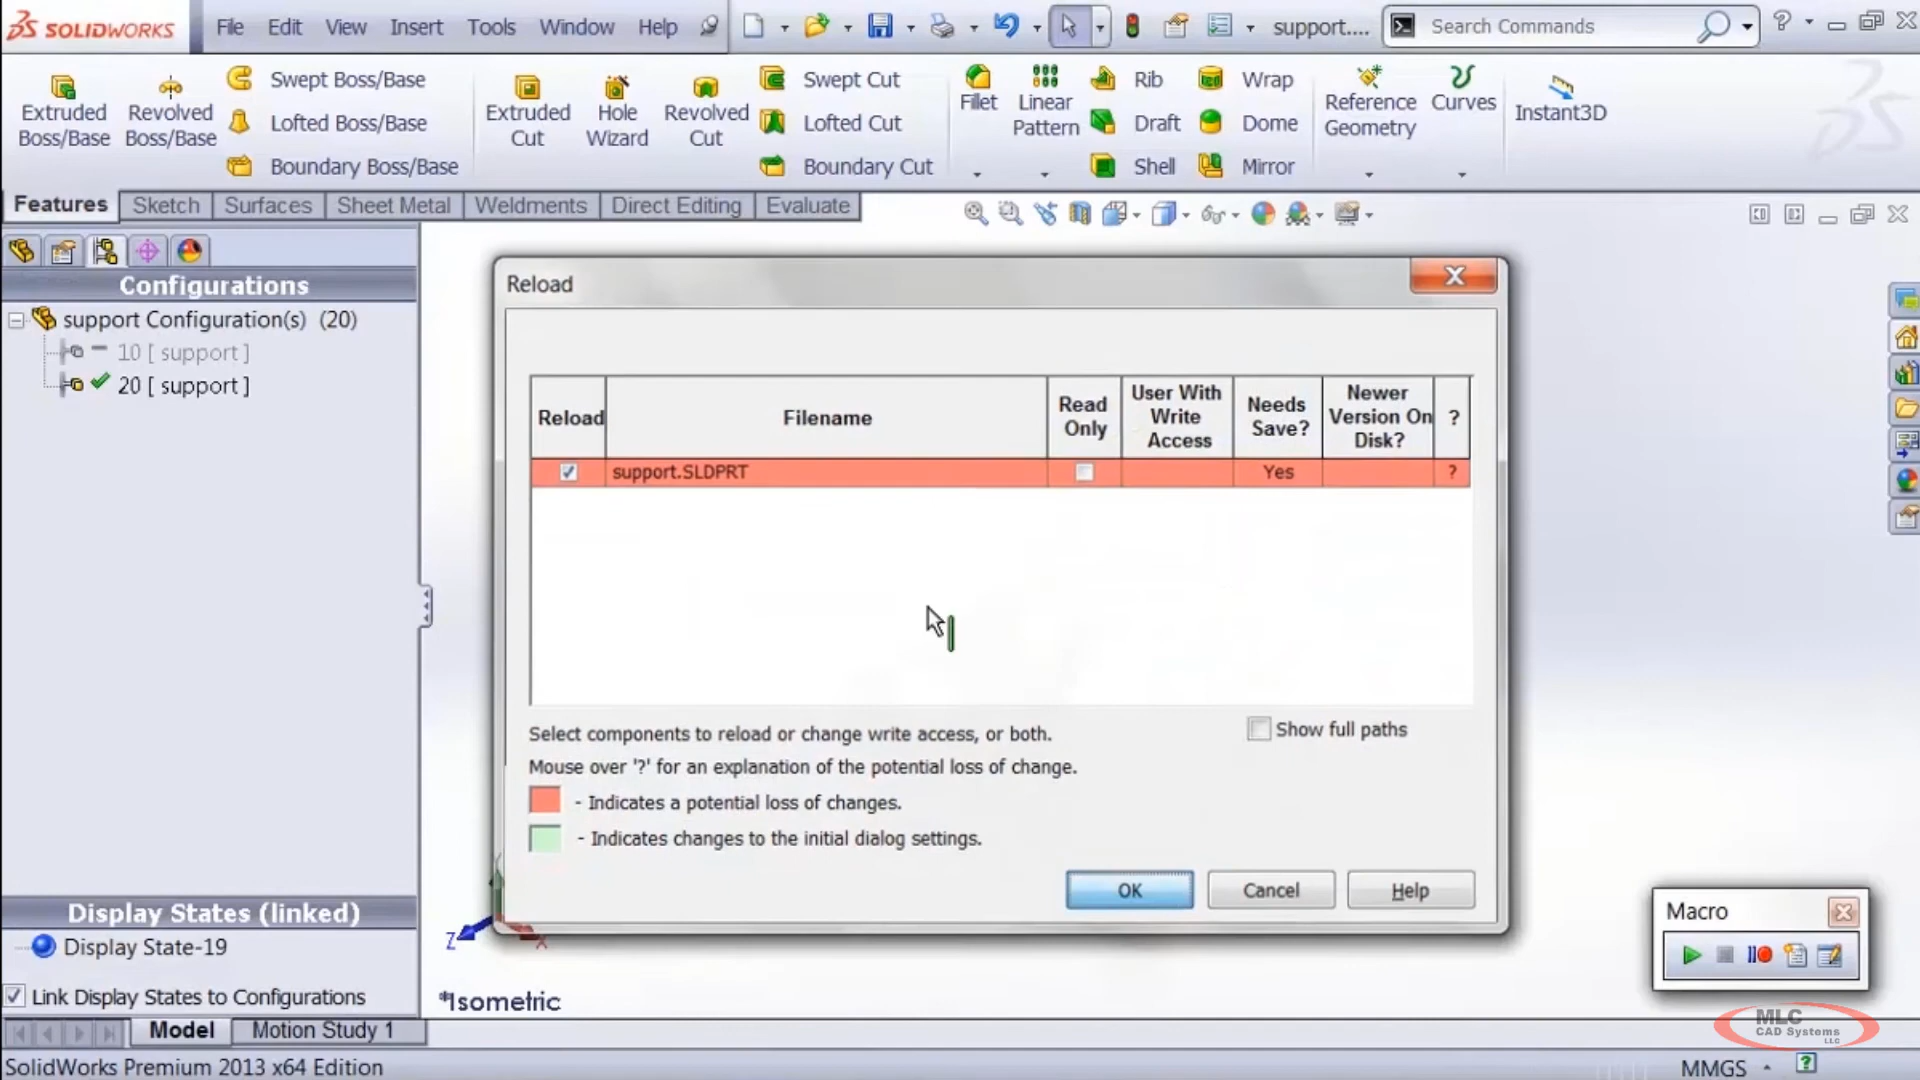 SOLIDWORKS File Edit View Insert Tools Window Help support.... Search Commands ?
Extruded Boss/Base
Revolved Boss/Base
Swept Boss/Base
Lofted Boss/Base
Boundary Boss/Base
Extruded Cut
Hole Wizard
Revolved Cut
Swept Cut
Lofted Cut
Boundary Cut
Fillet
Linear Pattern
Rib
Draft
Shell
Wrap
Dome
Mirror
Reference Geometry
Curves
Instant3D
Features Sketch Surfaces Sheet Metal Weldments Direct Editing Evaluate
Configurations
support Configuration(s) (20)
10 [ support ]
20 [ support ]
Reload
Reload Filename Read Only User With Write Access Needs Save? Newer Version On Disk? ?
support.SLDPRT Yes ?
Select components to reload or change write access, or both.
Show full paths
Mouse over '?' for an explanation of the potential loss of change.
- Indicates a potential loss of changes.
- Indicates changes to the initial dialog settings.
OK Cancel Help
Display States (linked)
Display State-19
Link Display States to Configurations
Z X
*Isometric
Macro
Model Motion Study 1
MLC
CAD Systems
LLC
SolidWorks Premium 2013 x64 Edition
MMGS ?